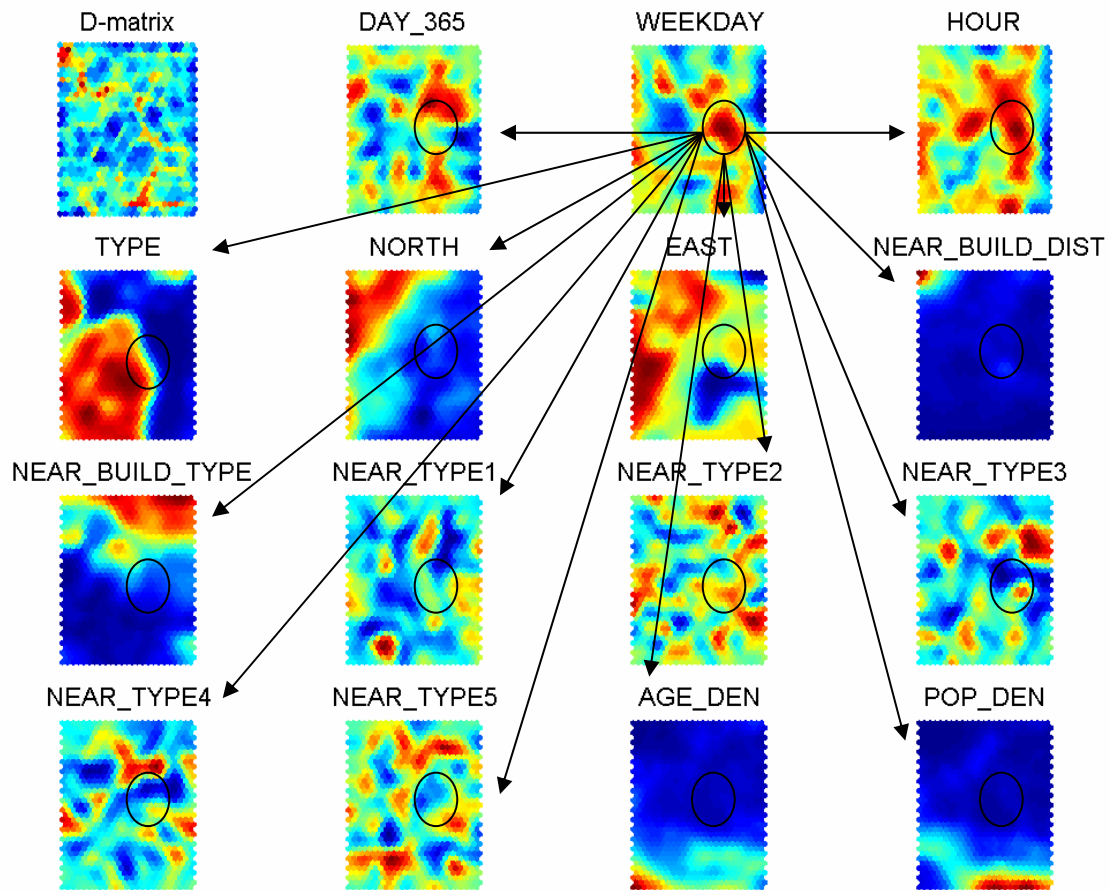 D-matrix
DAY_365
WEEKDAY
HOUR
TYPE
NORTH
EAST
NEAR_BUILD_DIST
NEAR_BUILD_TYPE
NEAR_TYPE1
NEAR_TYPE2
NEAR_TYPE3
NEAR_TYPE4
NEAR_TYPE5
AGE_DEN
POP_DEN